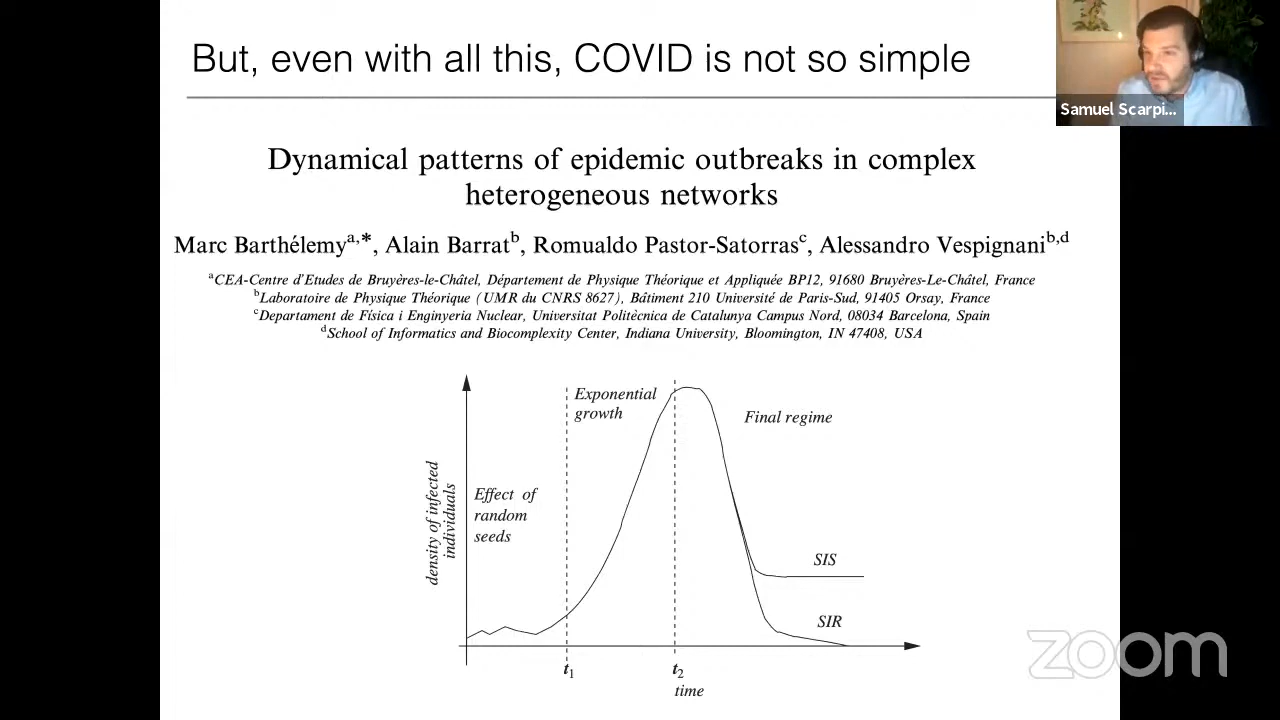 But, even with all this, COVID is not so simple
Samuel Scarpi...
Dynamical patterns of epidemic outbreaks in complex
heterogeneous networks
Marc Barthélemyᵃ,*, Alain Barratᵇ, Romualdo Pastor-Satorrasᶜ, Alessandro Vespignaniᵇ,ᵈ
ᵃCEA-Centre d'Etudes de Bruyères-le-Châtel, Département de Physique Théorique et Appliquée BP12, 91680 Bruyères-Le-Châtel, France
ᵇLaboratoire de Physique Théorique (UMR du CNRS 8627), Bâtiment 210 Université de Paris-Sud, 91405 Orsay, France
ᶜDepartament de Física i Enginyeria Nuclear, Universitat Politècnica de Catalunya Campus Nord, 08034 Barcelona, Spain
ᵈSchool of Informatics and Biocomplexity Center, Indiana University, Bloomington, IN 47408, USA
Exponential
growth
Final regime
density of infected
individuals
Effect of
random
seeds
SIS
SIR
t₁
t₂
time
zoom